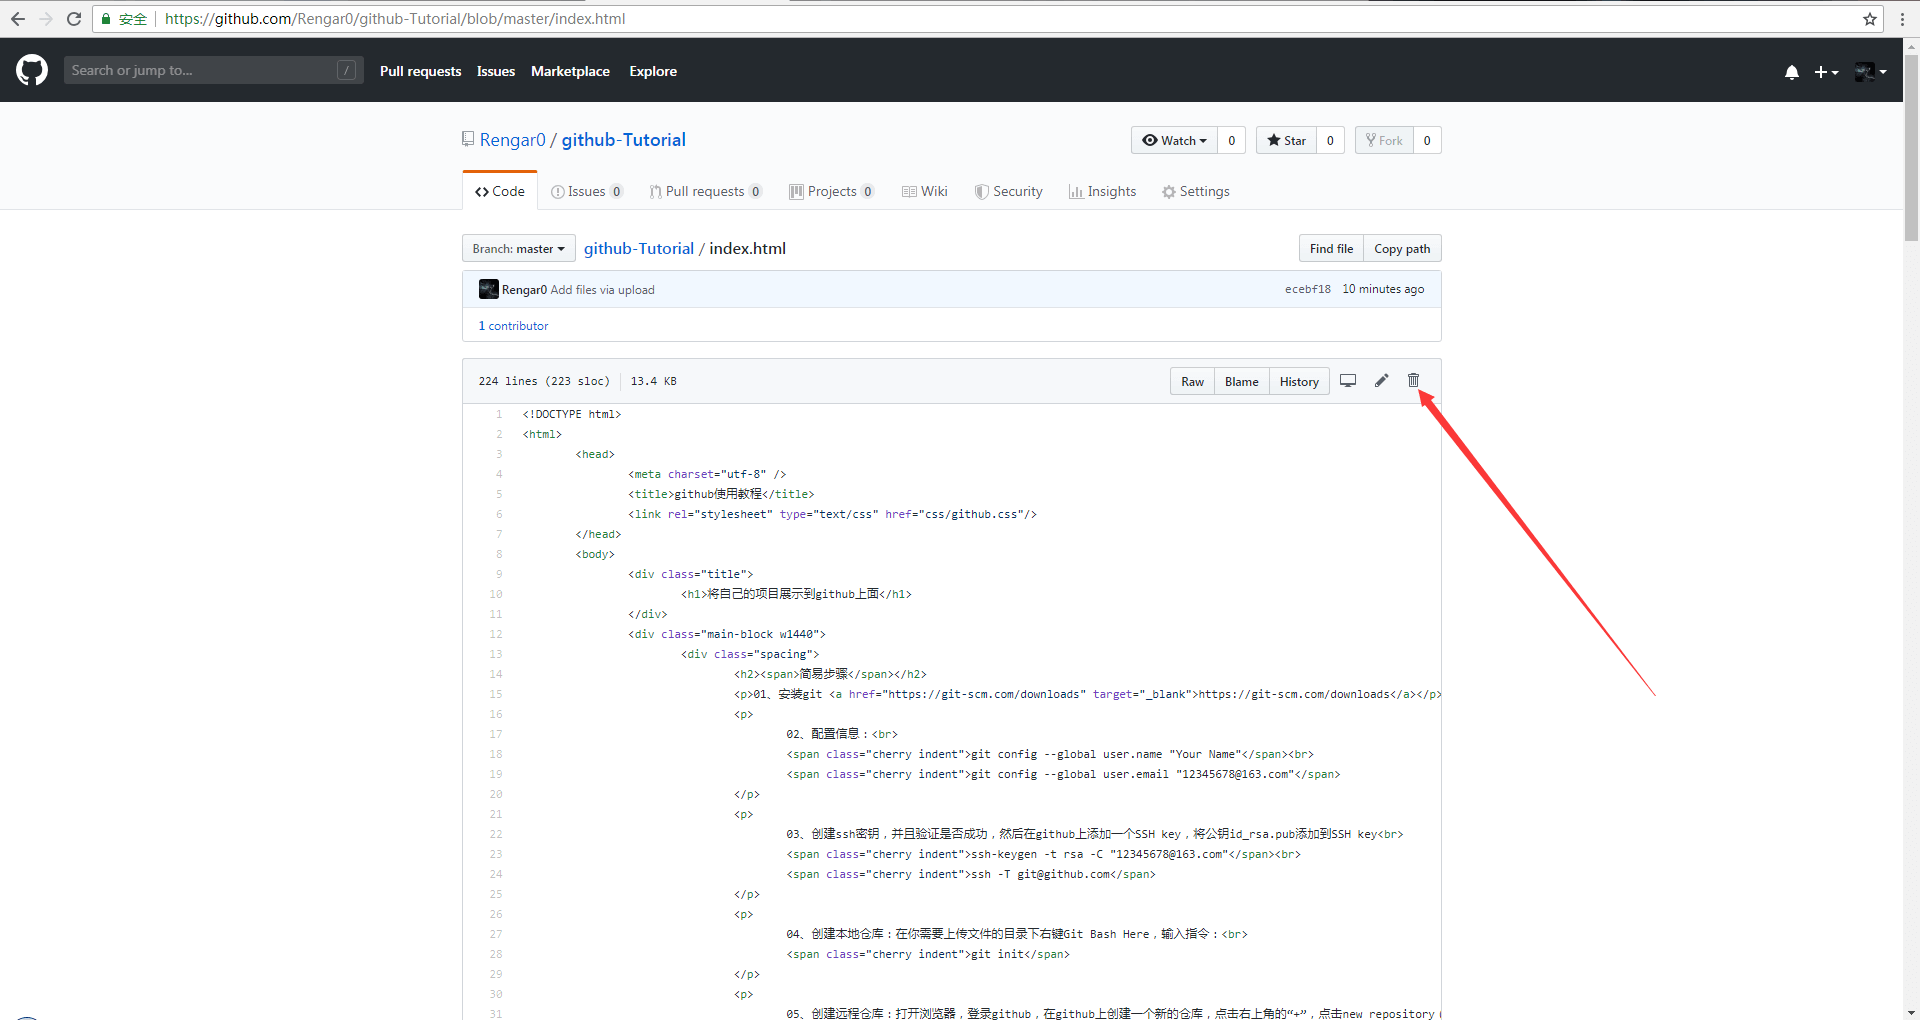 安全 https://github.com/Rengar0/github-Tutorial/blob/master/index.html
Search or jump to... / Pull requests Issues Marketplace Explore
Rengar0 / github-Tutorial Watch 0 Star 0 Fork 0
Code Issues 0 Pull requests 0 Projects 0 Wiki Security Insights Settings
Branch: master github-Tutorial / index.html Find file Copy path
Rengar0 Add files via upload ecebf18 10 minutes ago
1 contributor
224 lines (223 sloc) 13.4 KB Raw Blame History
1 <!DOCTYPE html>
2 <html>
3 <head>
4 <meta charset="utf-8" />
5 <title>github使用教程</title>
6 <link rel="stylesheet" type="text/css" href="css/github.css"/>
7 </head>
8 <body>
9 <div class="title">
10 <h1>将自己的项目展示到github上面</h1>
11 </div>
12 <div class="main-block w1440">
13 <div class="spacing">
14 <h2><span>简易步骤</span></h2>
15 <p>01、安装git <a href="https://git-scm.com/downloads" target="_blank">https://git-scm.com/downloads</a></p>
16 <p>
17 02、配置信息：<br>
18 <span class="cherry indent">git config --global user.name "Your Name"</span><br>
19 <span class="cherry indent">git config --global user.email "12345678@163.com"</span>
20 </p>
21 <p>
22 03、创建ssh密钥，并且验证是否成功，然后在github上添加一个SSH key，将公钥id_rsa.pub添加到SSH key<br>
23 <span class="cherry indent">ssh-keygen -t rsa -C "12345678@163.com"</span><br>
24 <span class="cherry indent">ssh -T git@github.com</span>
25 </p>
26 <p>
27 04、创建本地仓库：在你需要上传文件的目录下右键Git Bash Here，输入指令：<br>
28 <span class="cherry indent">git init</span>
29 </p>
30 <p>
31 05、创建远程仓库：打开浏览器，登录github，在github上创建一个新的仓库，点击右上角的“+”，点击new repository